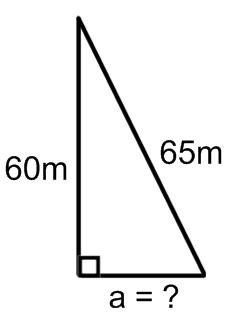 60m
65m
a = ?